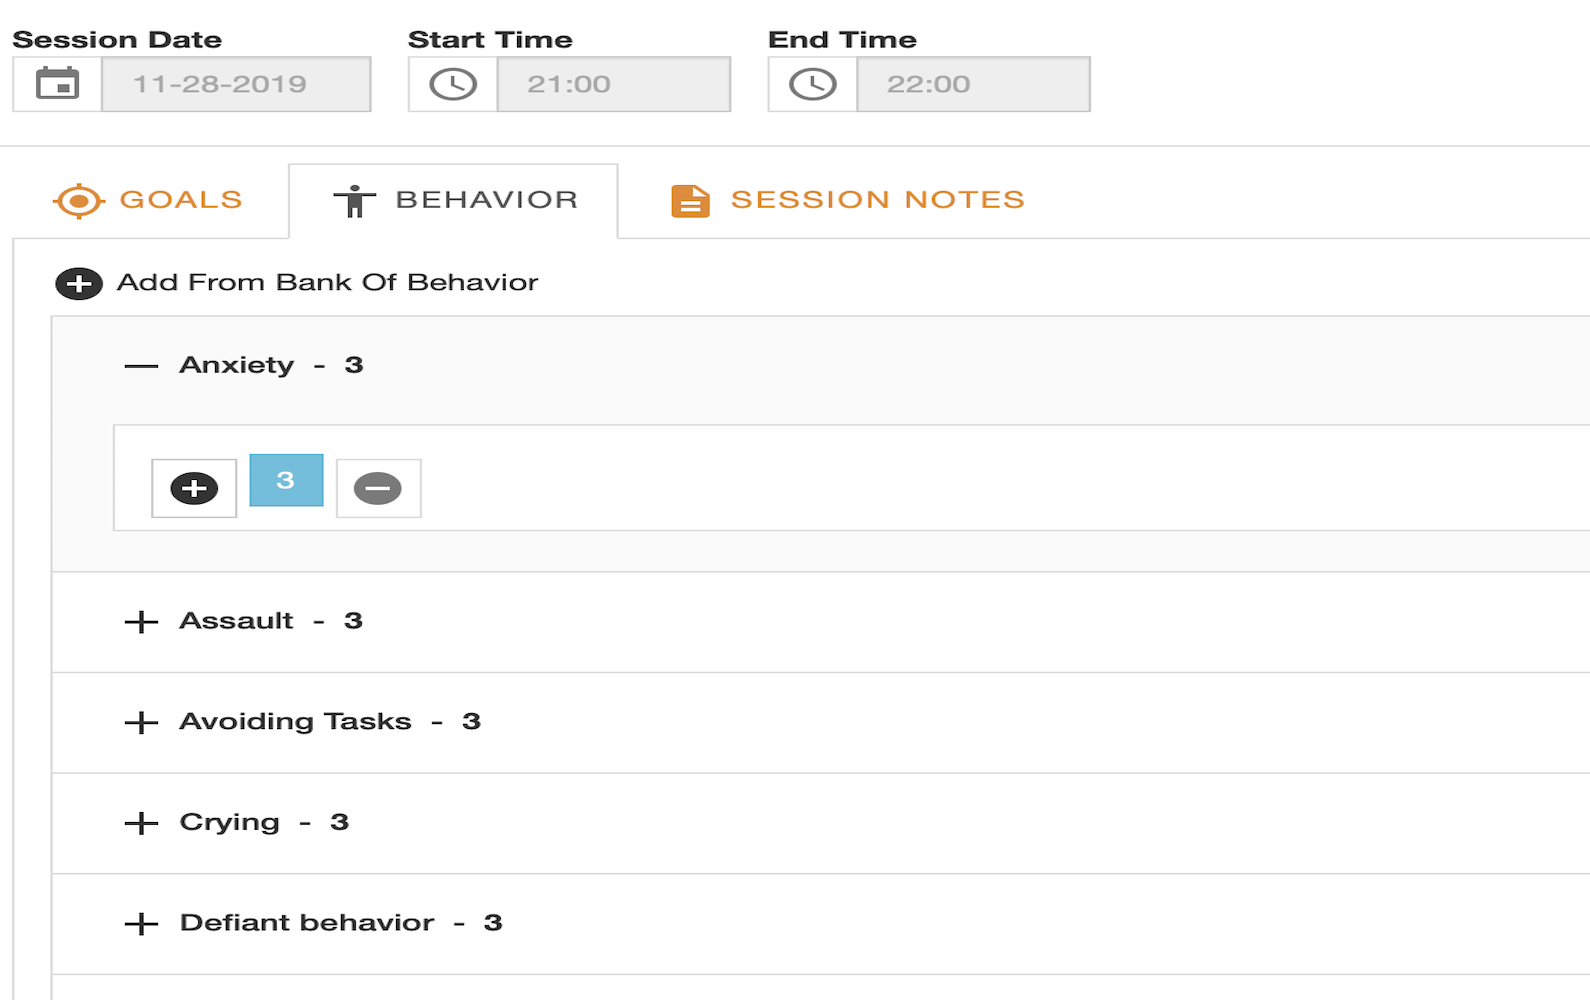 Session Date Start Time End Time
11-28-2019 21:00 22:00
GOALS BEHAVIOR SESSION NOTES
Add From Bank Of Behavior
Anxiety - 3
3
Assault - 3
Avoiding Tasks - 3
Crying - 3
Defiant behavior - 3